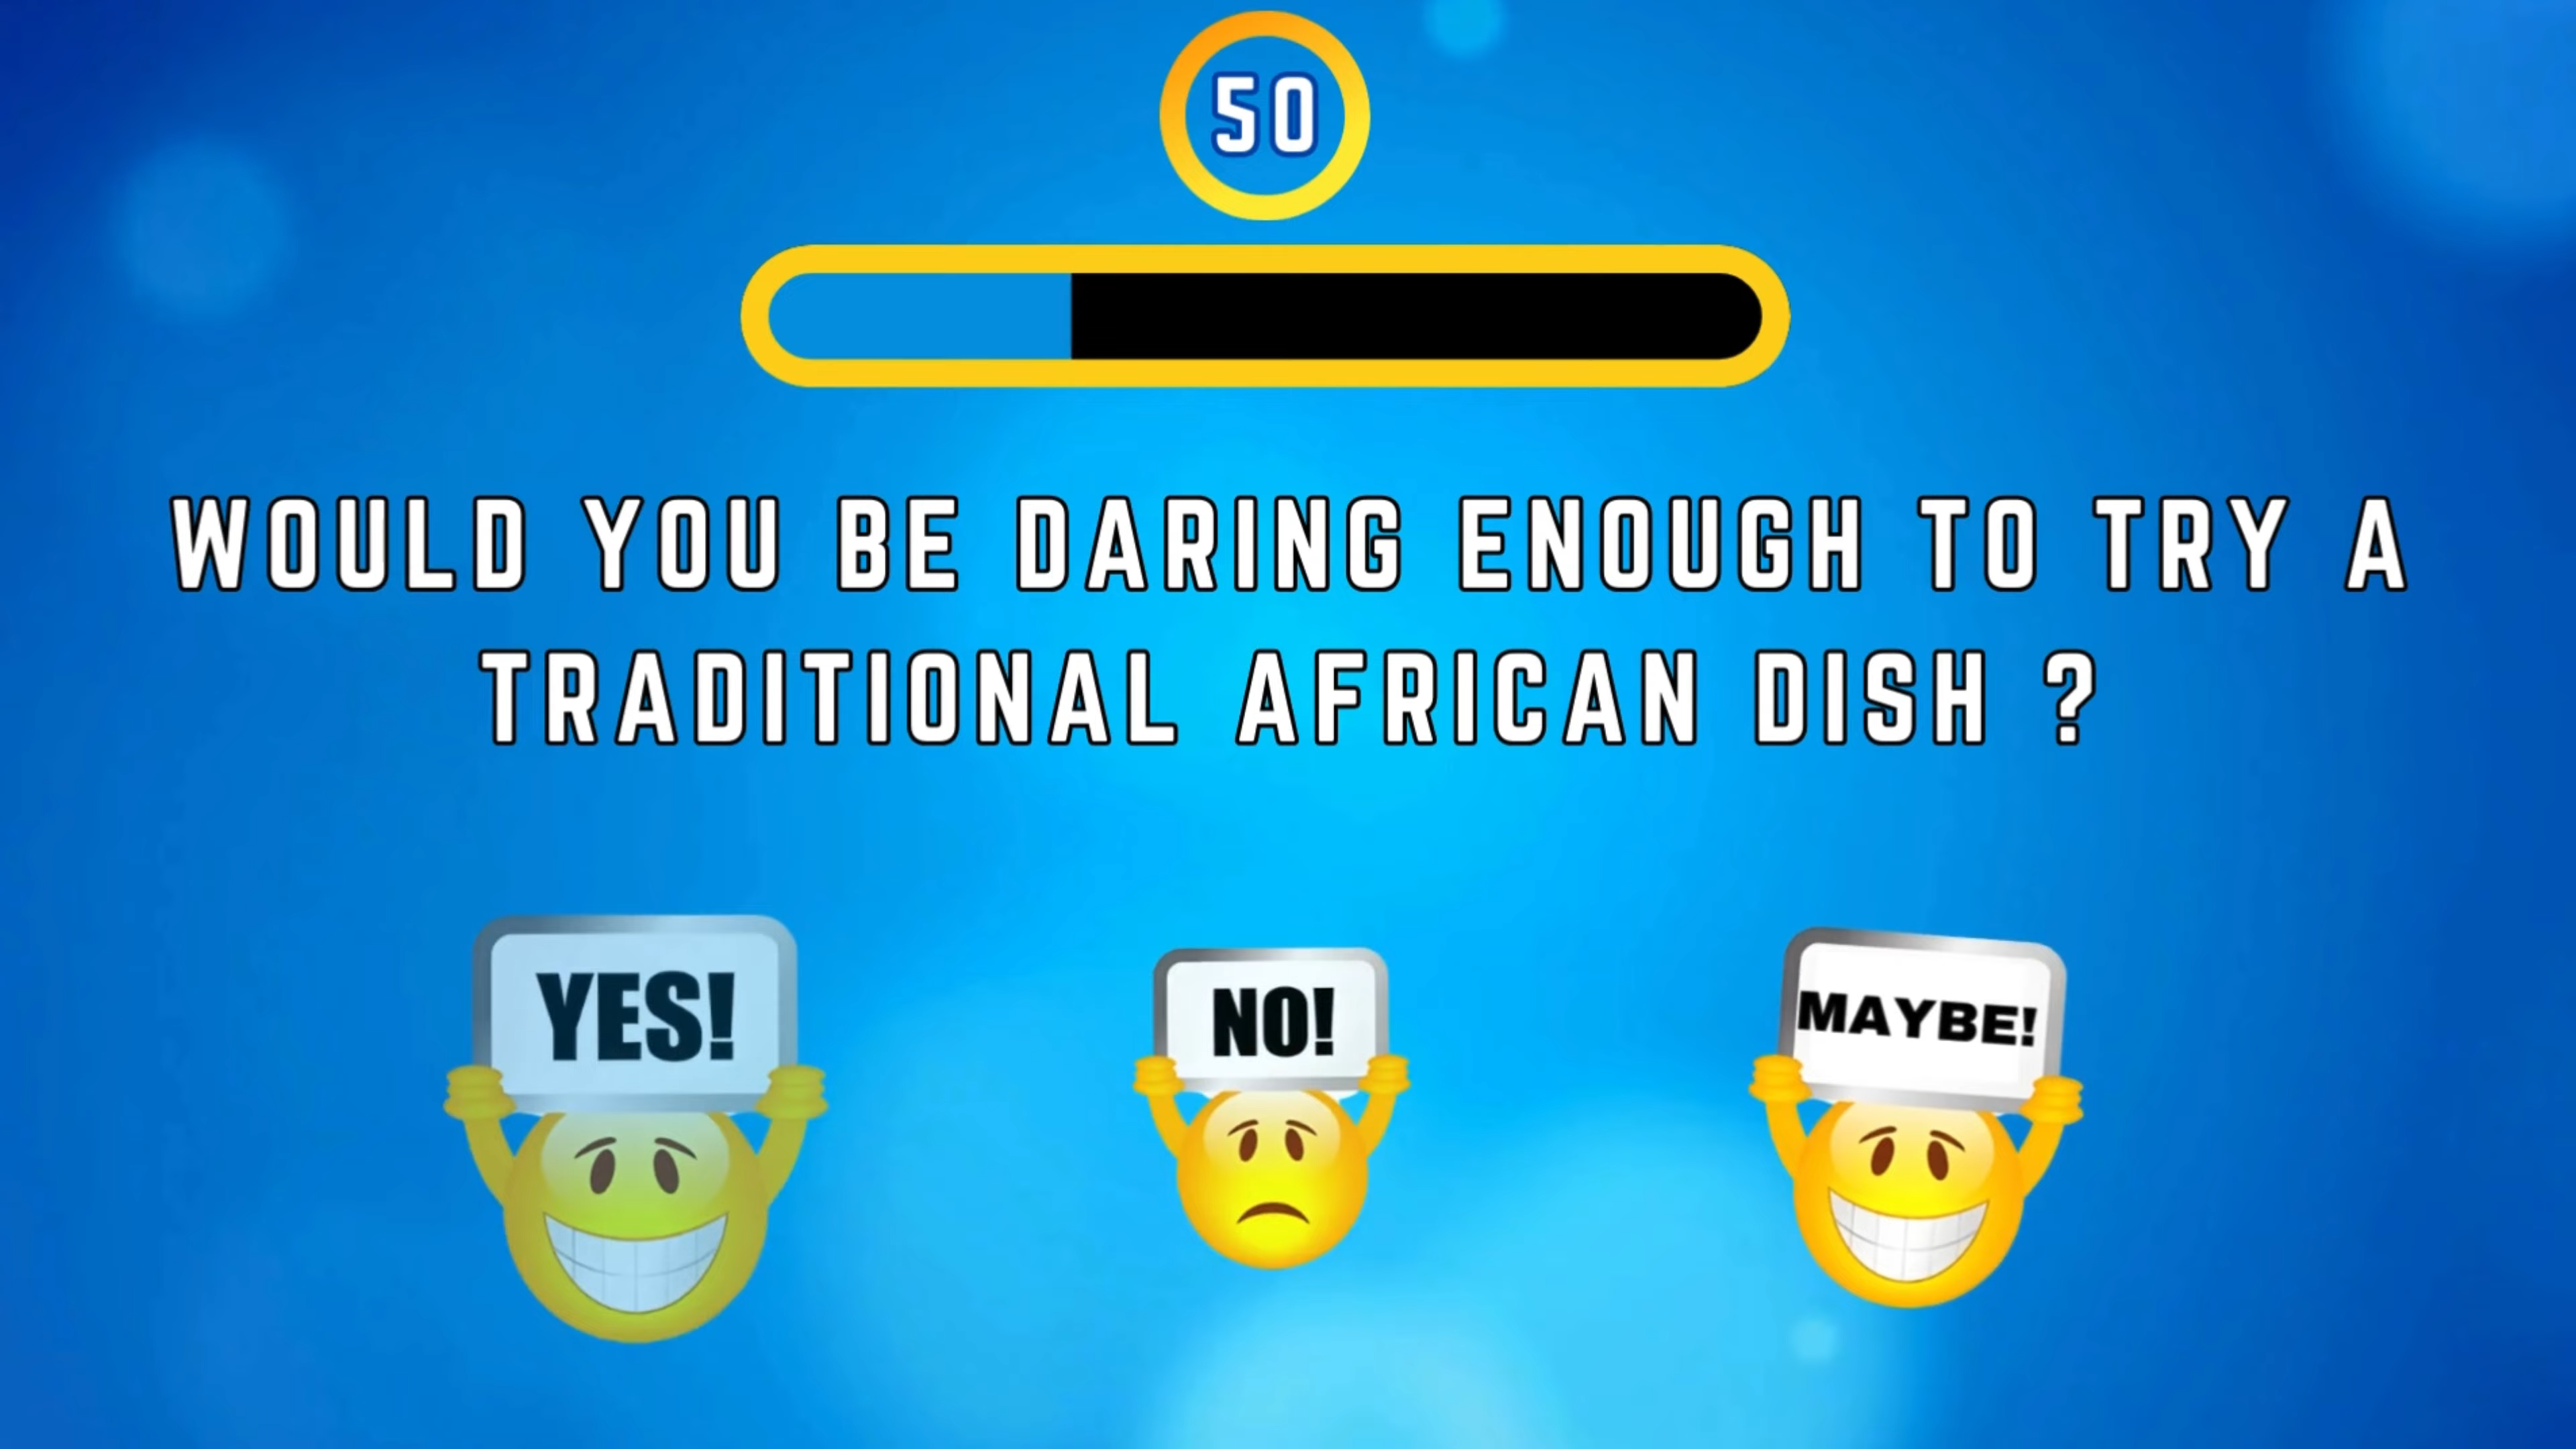 50
WOULD YOU BE DARING ENOUGH TO TRY A
TRADITIONAL AFRICAN DISH ?
YES!
NO!
MAYBE!